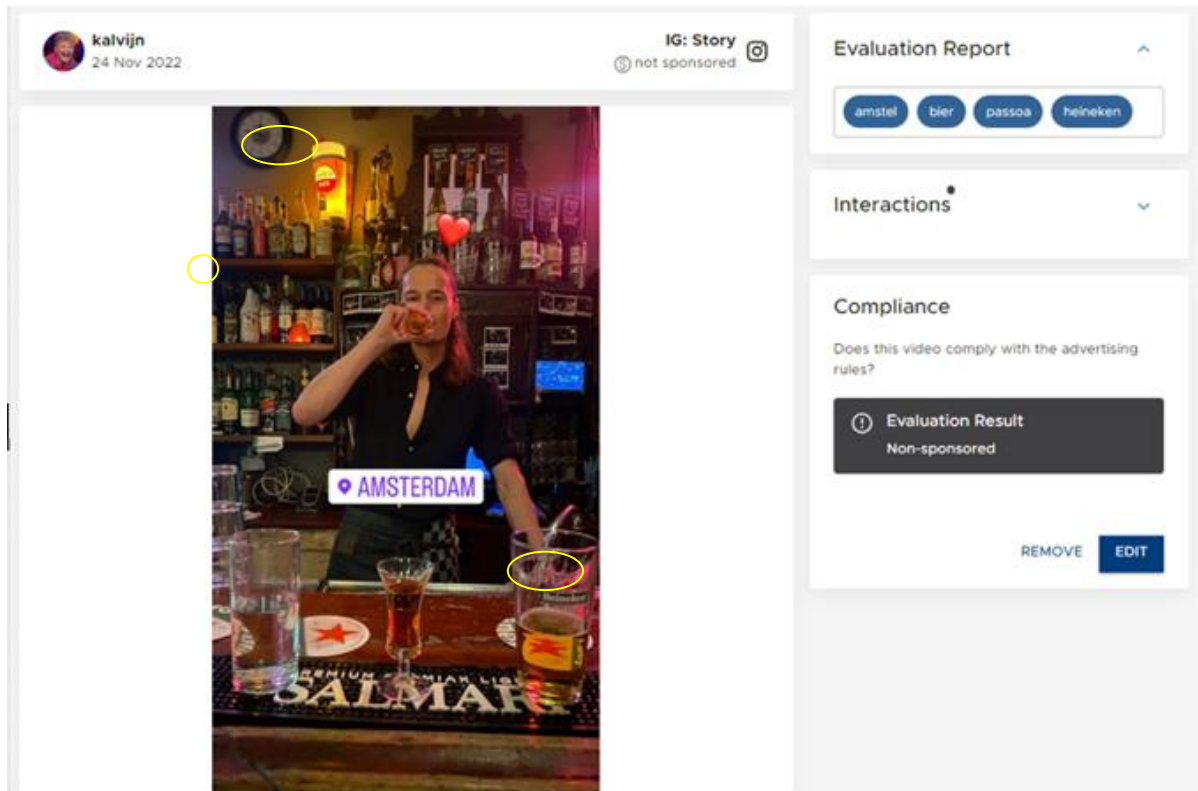 kalvijn
24 Nov 2022
IG: Story
not sponsored
AMSTERDAM
Heineken
SALMAR
Evaluation Report
amstel
bier
passoa
heineken
Interactions
Compliance
Does this video comply with the advertising
rules?
Evaluation Result
Non-sponsored
REMOVE
EDIT